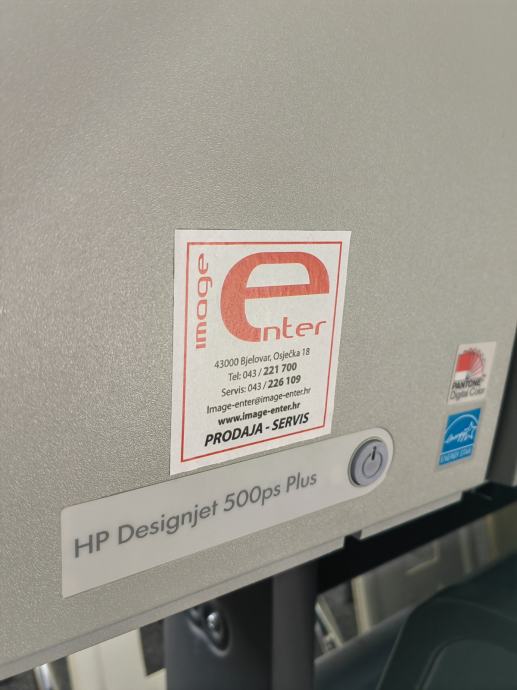 image
enter
43000 Bjelovar, Osječka 18
Tel: 043 / 221 700
Servis: 043 / 226 109
Image-enter@image-enter.hr
www.image-enter.hr
PRODAJA - SERVIS
PANTONE®
Digital Color
ENERGY STAR
HP Designjet 500ps Plus